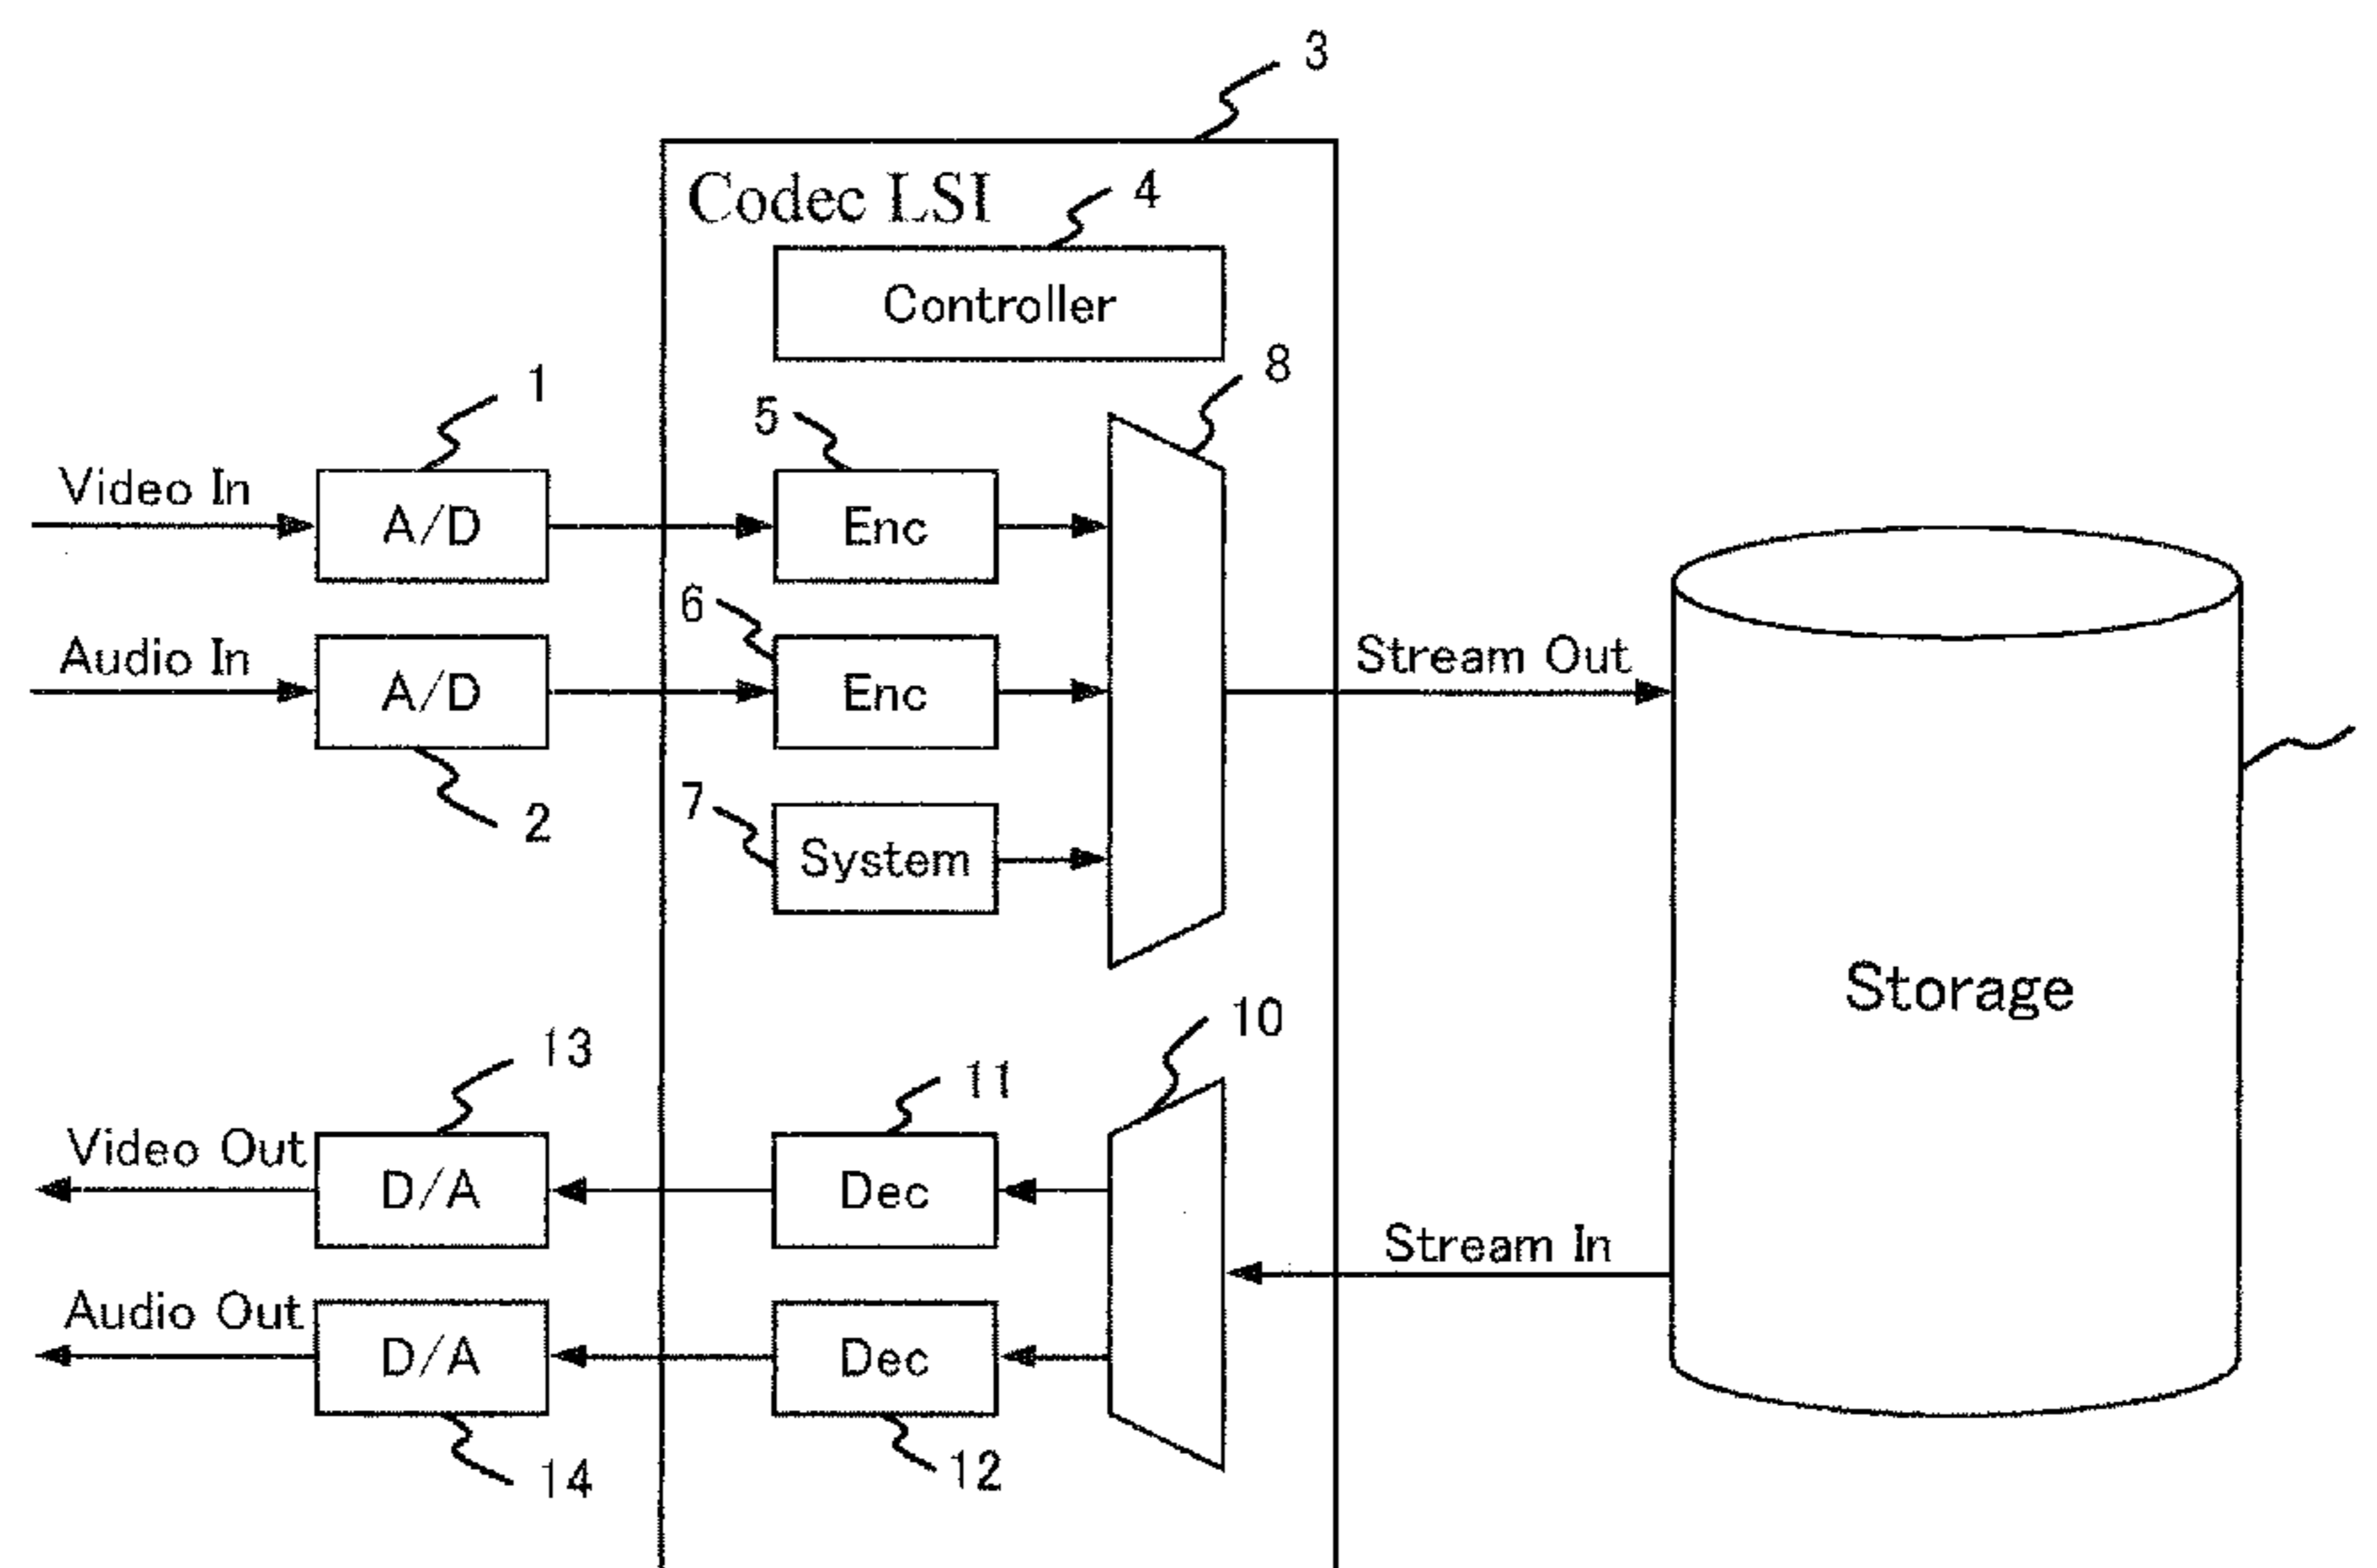 3
Codec LSI
4
Controller
8
1
5
Video In
A/D
Enc
6
Audio In
A/D
Enc
Stream Out
2
7
System
Storage
10
13
11
Video Out
D/A
Dec
Stream In
Audio Out
D/A
Dec
14
12